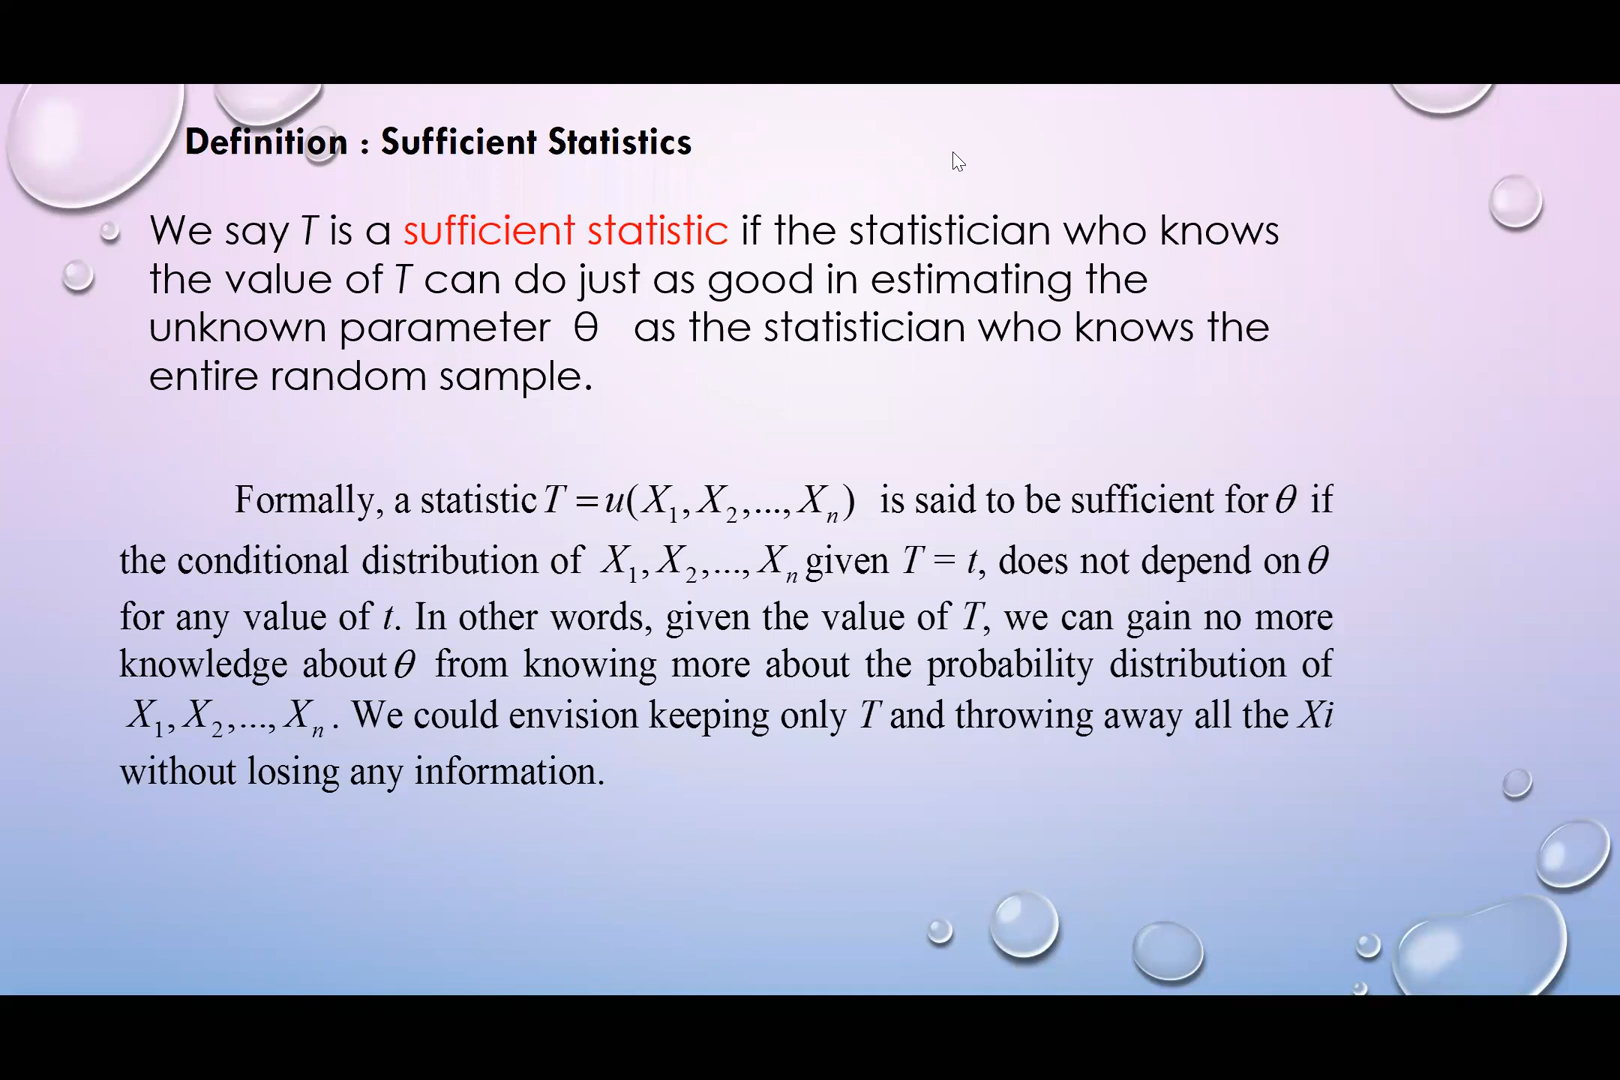 Definition : Sufficient Statistics
We say T is a sufficient statistic if the statistician who knows
the value of T can do just as good in estimating the
unknown parameter θ as the statistician who knows the
entire random sample.
Formally, a statistic T = u(X₁, X₂,..., Xₙ) is said to be sufficient for θ if
the conditional distribution of X₁, X₂,..., Xₙ given T = t, does not depend on θ
for any value of t. In other words, given the value of T, we can gain no more
knowledge about θ from knowing more about the probability distribution of
X₁, X₂,..., Xₙ. We could envision keeping only T and throwing away all the Xi
without losing any information.